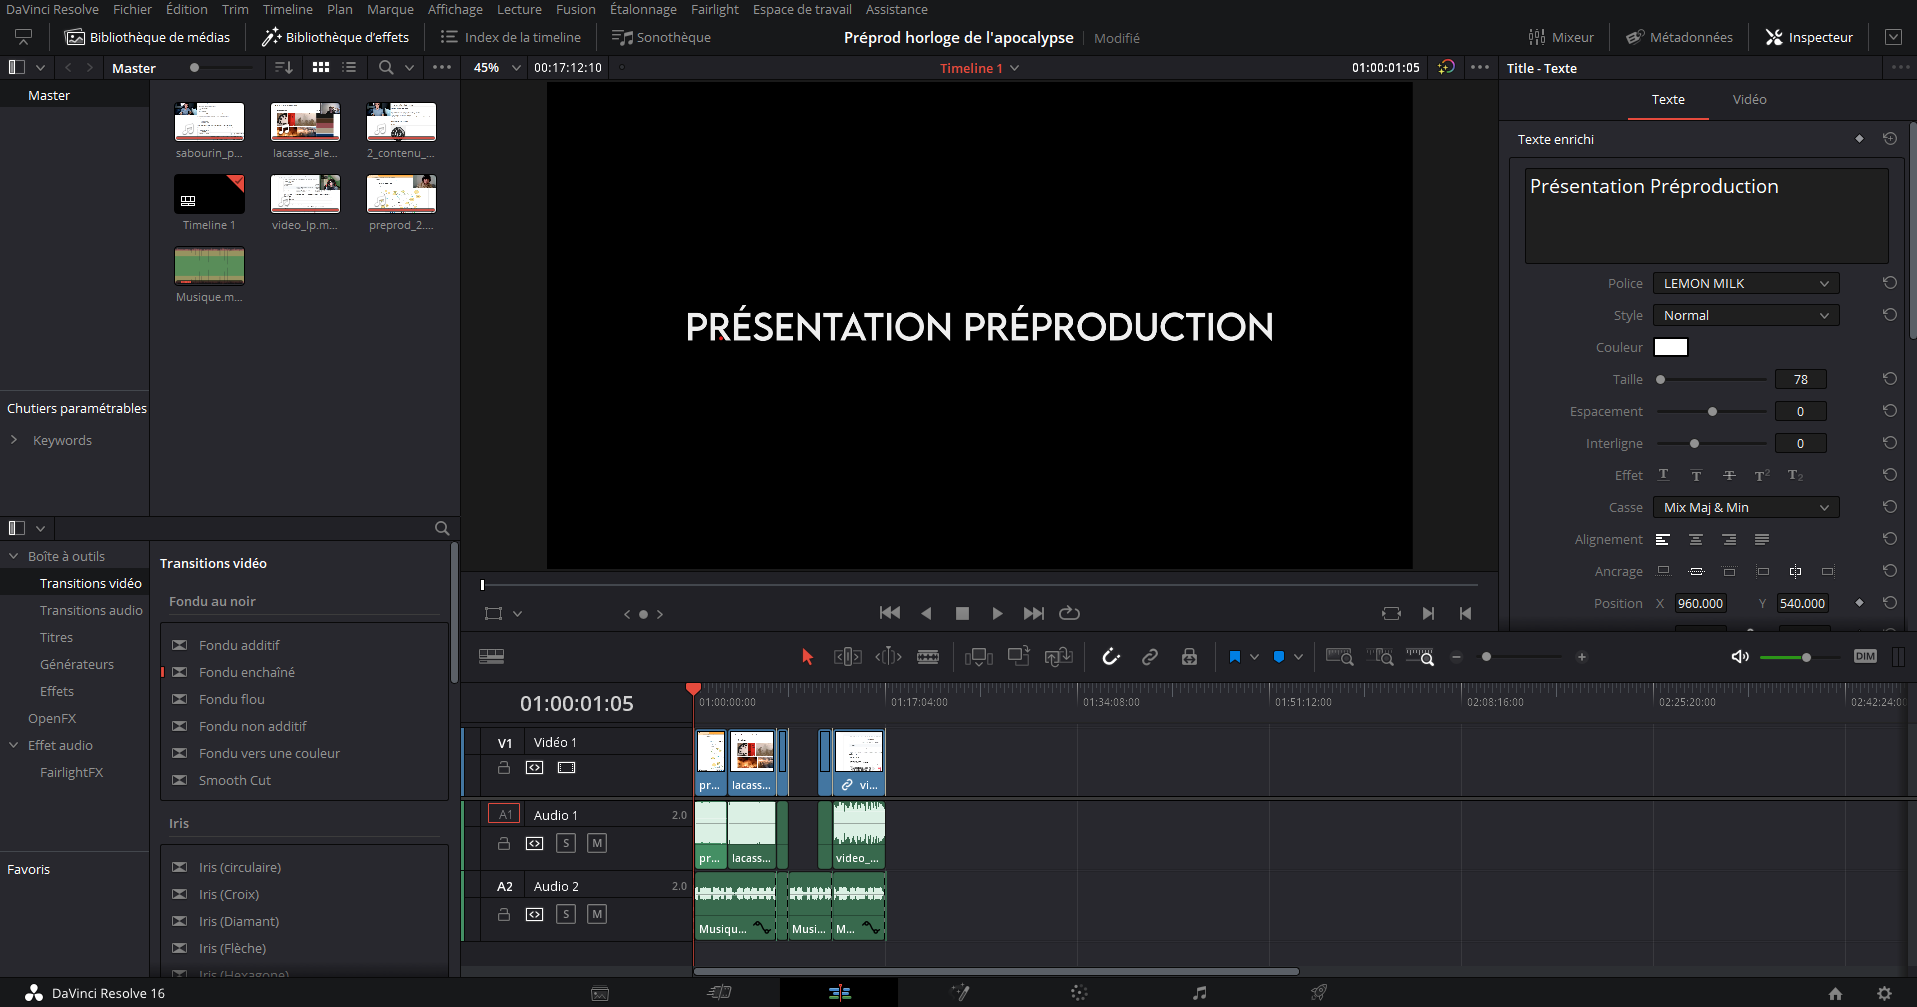 DaVinci Resolve Fichier Édition Trim Timeline Plan Marque Affichage Lecture Fusion Étalonnage Fairlight Espace de travail Assistance
Bibliothèque de médias Bibliothèque d'effets Index de la timeline Sonothèque Préprod horloge de l'apocalypse Modifié Mixeur Métadonnées Inspecteur
Master 45% 00:17:12:10 Timeline 1 01:00:01:05 Title - Texte
Master
Texte Vidéo
sabourin_p... lacasse_ale... 2_contenu_...
Texte enrichi
Présentation Préproduction
Timeline 1 video_lp.m... preprod_2....
Musique.m...
PRÉSENTATION PRÉPRODUCTION
Police LEMON MILK
Style Normal
Couleur
Taille 78
Espacement 0
Interligne 0
Effet T T T T2 T2
Casse Mix Maj & Min
Alignement
Ancrage
Position X 960.000 Y 540.000
Chutiers paramétrables
Keywords
Boîte à outils
Transitions vidéo
Transitions audio
Titres
Générateurs
Effets
OpenFX
Effet audio
FairlightFX
Favoris
Transitions vidéo
Fondu au noir
Fondu additif
Fondu enchaîné
Fondu flou
Fondu non additif
Fondu vers une couleur
Smooth Cut
Iris
Iris (circulaire)
Iris (Croix)
Iris (Diamant)
Iris (Flèche)
Iris (Hexagone)
DIM
01:00:01:05 01:00:00:00 01:17:04:00 01:34:08:00 01:51:12:00 02:08:16:00 02:25:20:00 02:42:24:0
V1 Vidéo 1
pr... lacass... vi...
A1 Audio 1 2.0
S M
pr... lacass... video_...
A2 Audio 2 2.0
S M
Musiqu... Musi... M...
DaVinci Resolve 16